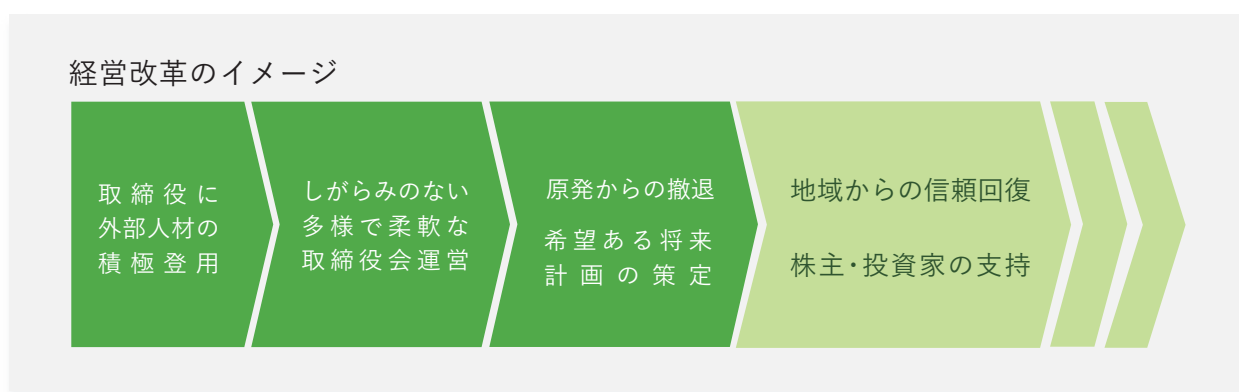 経営改革のイメージ
取締役に
外部人材の
積極登用
しがらみのない
多様で柔軟な
取締役会運営
原発からの撤退
希望ある将来
計画の策定
地域からの信頼回復
株主・投資家の支持